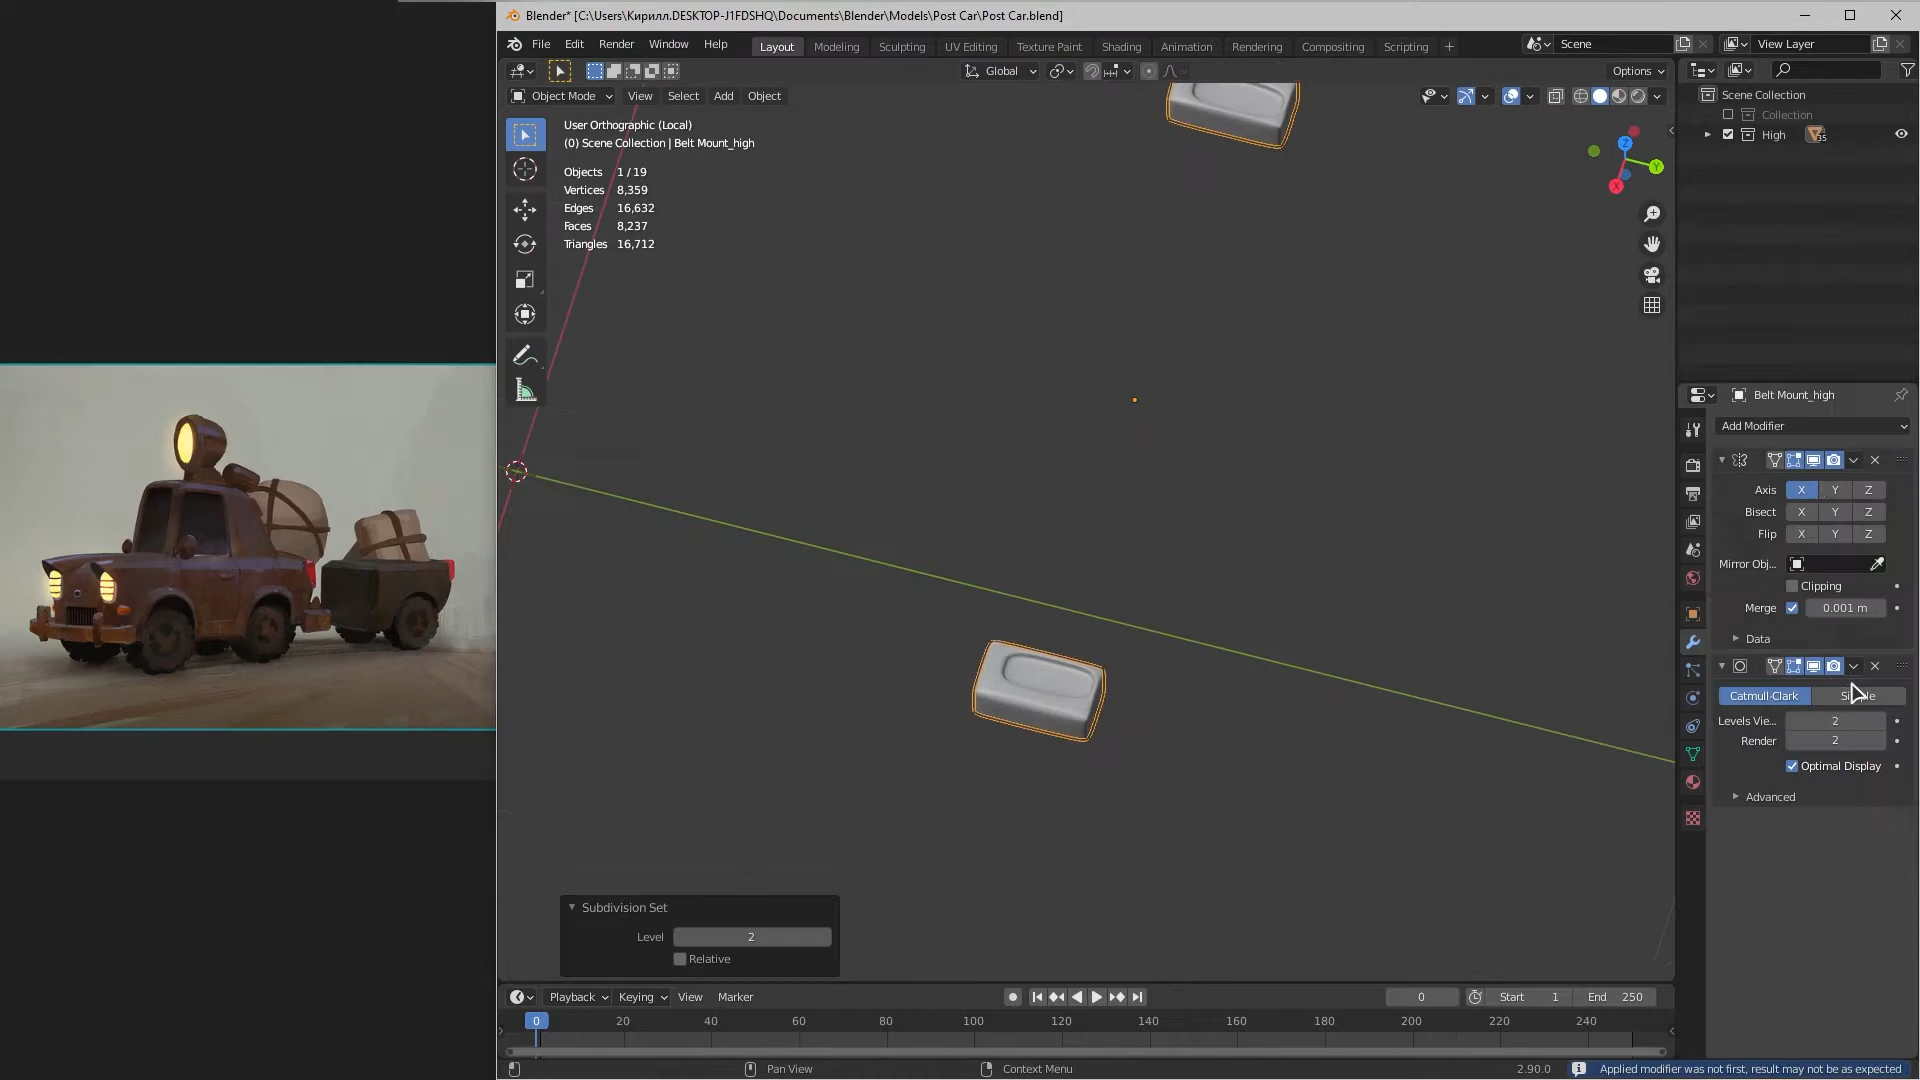 Blender* [C:\Users\Кирилл.DESKTOP-J1FDSHQ\Documents\Blender\Models\Post Car\Post Car.blend]
File Edit Render Window Help Layout Modeling Sculpting UV Editing Texture Paint Shading Animation Rendering Compositing Scripting + Scene View Layer
Global Options
Object Mode View Select Add Object
Scene Collection
Collection
High 35
User Orthographic (Local)
(0) Scene Collection | Belt Mount_high
Objects 1 / 19
Vertices 8,359
Edges 16,632
Faces 8,237
Triangles 16,712
Z
Y
X
Belt Mount_high
Add Modifier
Axis X Y Z
Bisect X Y Z
Flip X Y Z
Mirror Obj...
Clipping
Merge 0.001 m
Data
Catmull-Clark
Levels Vie... 2
Render 2
Optimal Display
Advanced
Subdivision Set
Level 2
Relative
Playback Keying View Marker 0 Start 1 End 250
0 20 40 60 80 100 120 140 160 180 200 220 240
Pan View Context Menu 2.90.0 Applied modifier was not first, result may not be as expected